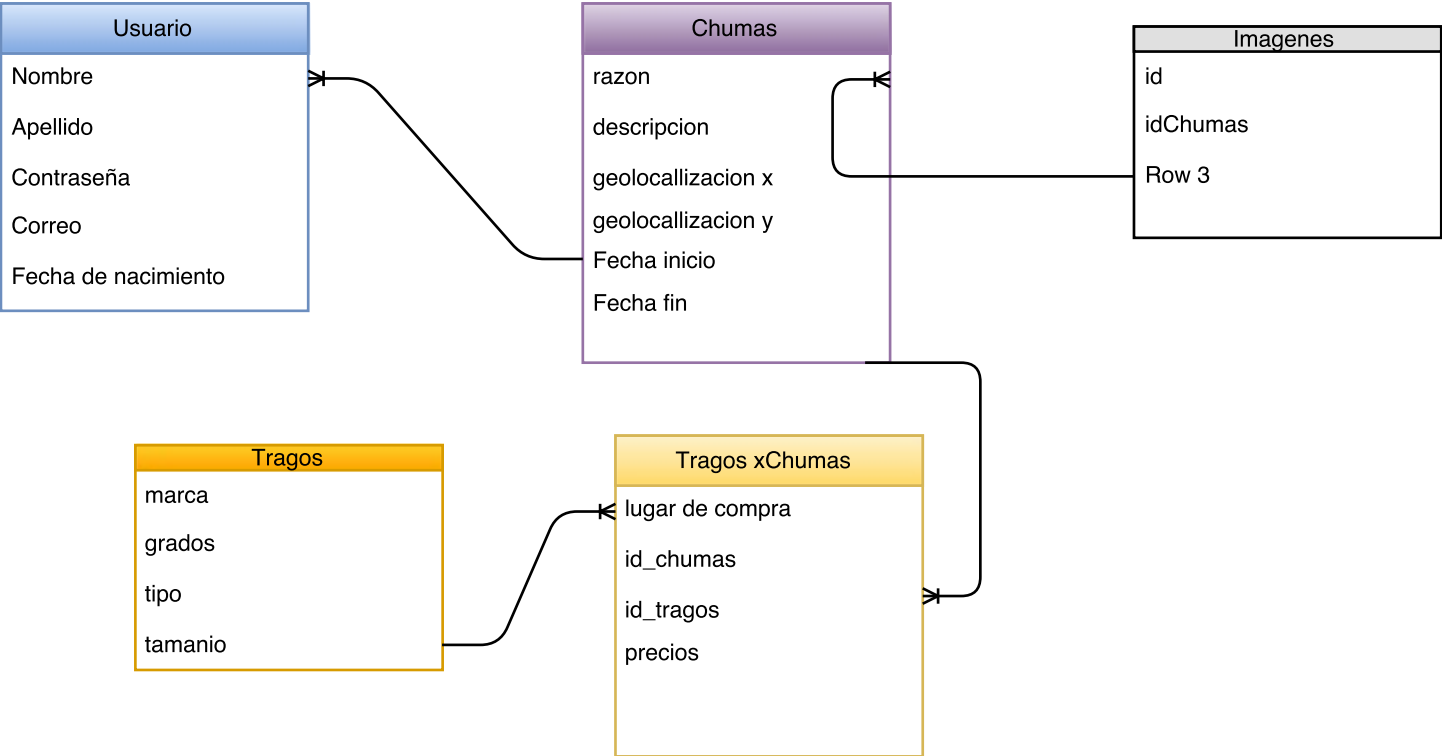 Usuario
Nombre
Apellido
Contraseña
Correo
Fecha de nacimiento
Chumas
razon
descripcion
geolocallizacion x
geolocallizacion y
Fecha inicio
Fecha fin
Imagenes
id
idChumas
Row 3
Tragos
marca
grados
tipo
tamanio
Tragos xChumas
lugar de compra
id_chumas
id_tragos
precios